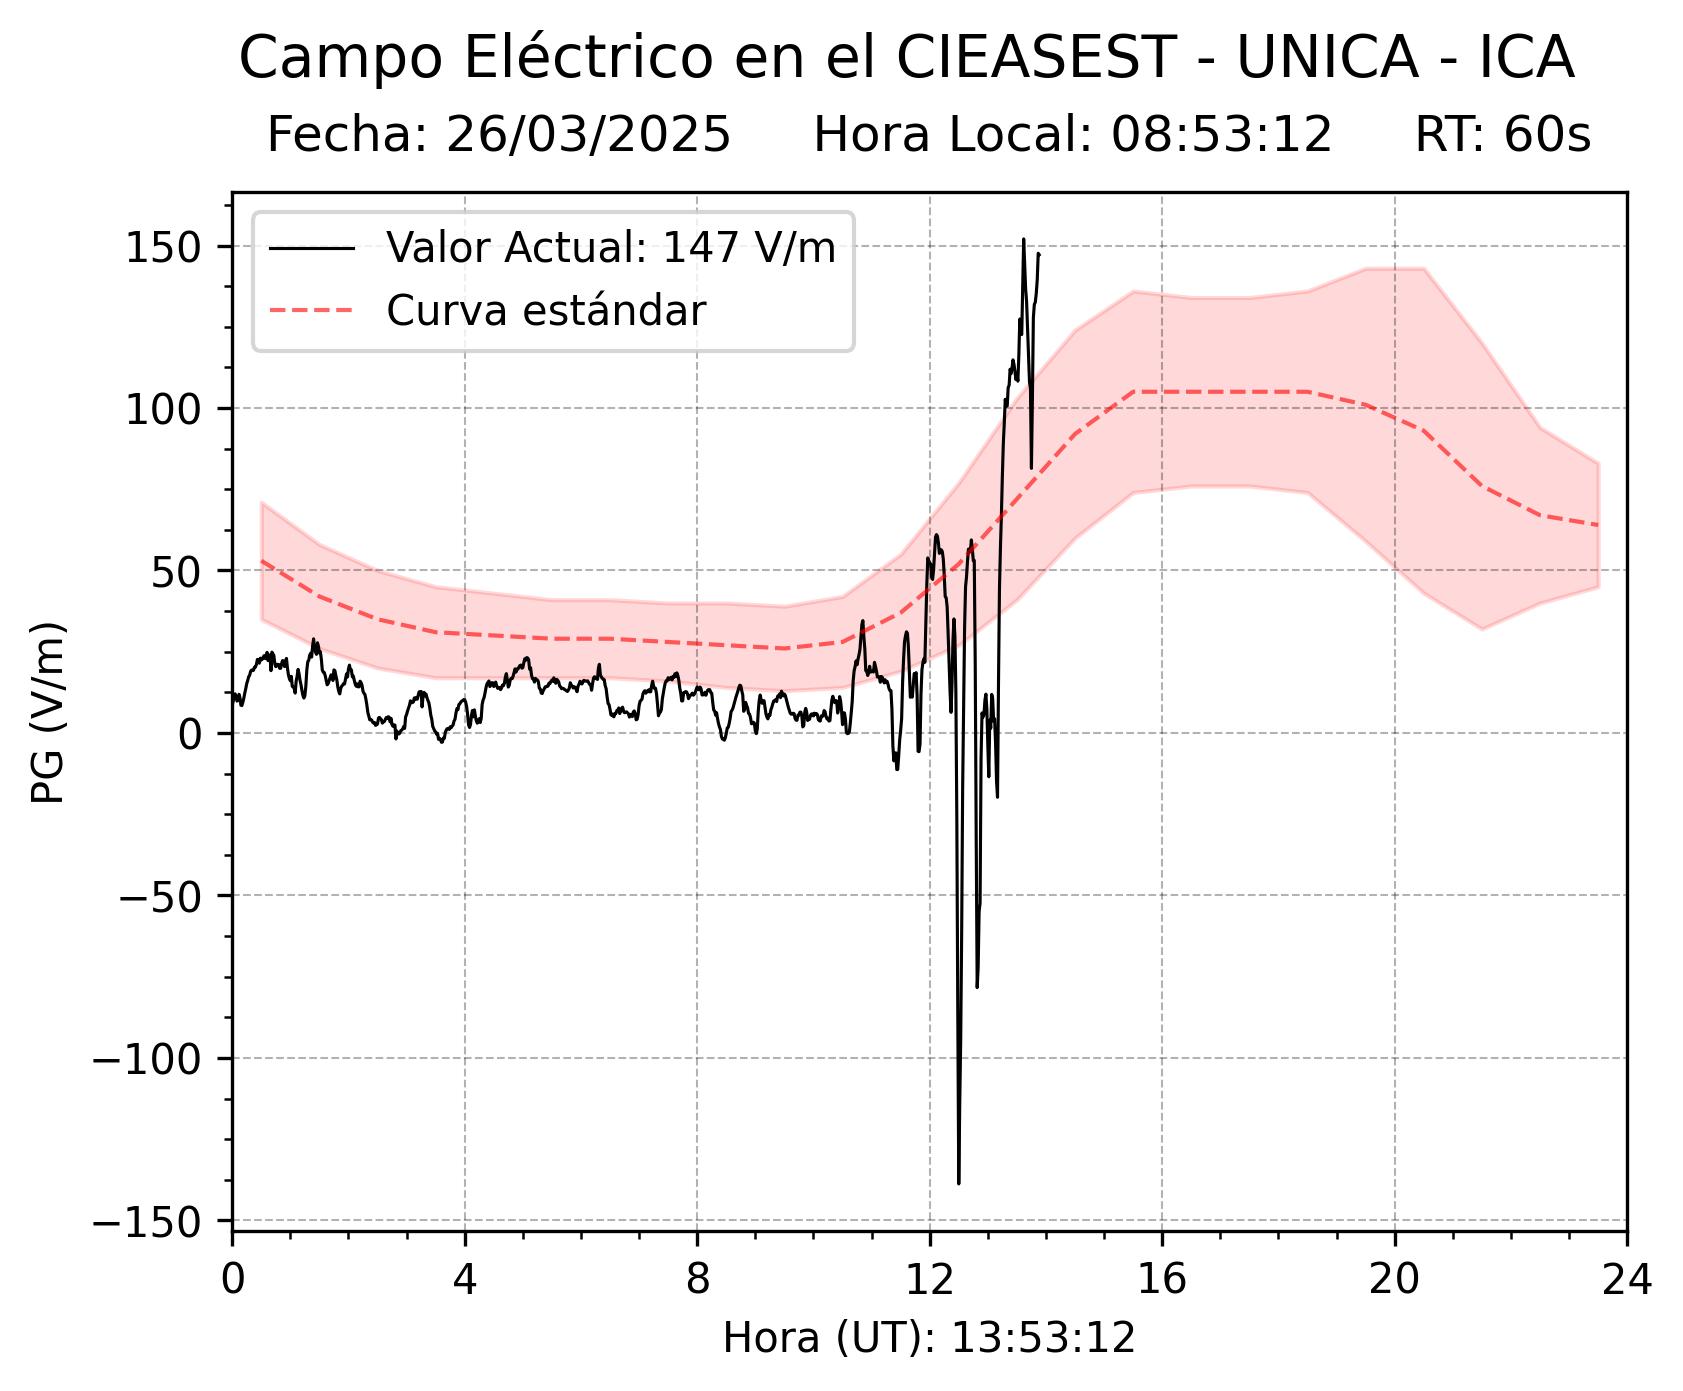 Campo Eléctrico en el CIEASEST - UNICA - ICA
Fecha: 26/03/2025 Hora Local: 08:53:12 RT: 60s
Valor Actual: 147 V/m
Curva estándar
PG (V/m)
150
100
50
0
−50
−100
−150
0 4 8 12 16 20 24
Hora (UT): 13:53:12